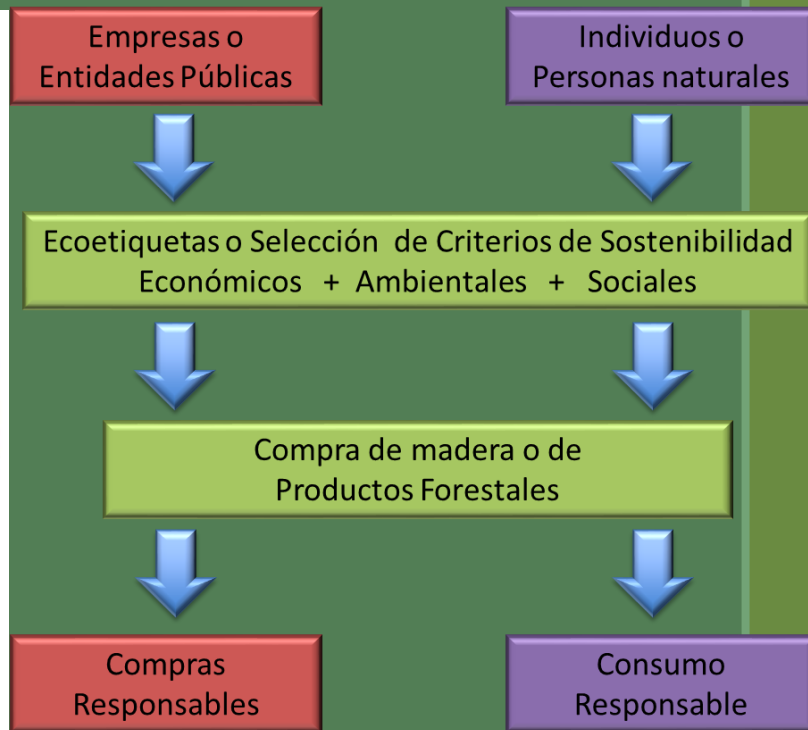 Empresas o
Entidades Públicas
Individuos o
Personas naturales
Ecoetiquetas o Selección de Criterios de Sostenibilidad
Económicos + Ambientales + Sociales
Compra de madera o de
Productos Forestales
Compras
Responsables
Consumo
Responsable